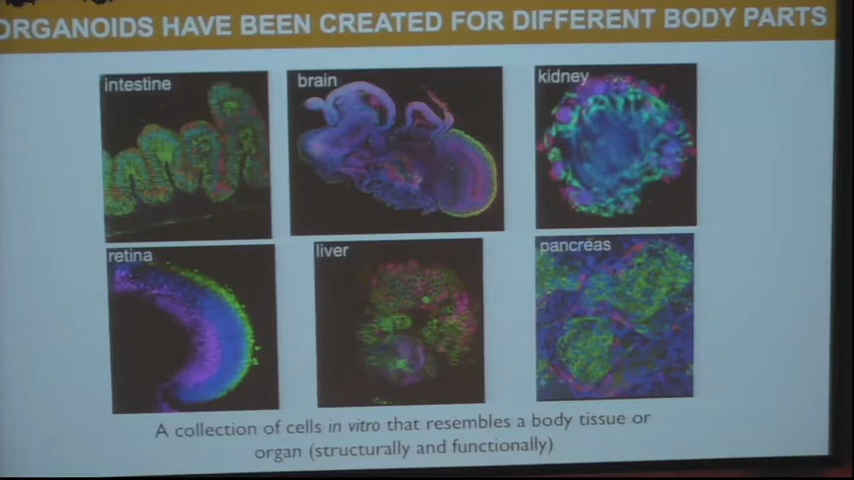 ORGANOIDS HAVE BEEN CREATED FOR DIFFERENT BODY PARTS
intestine
brain
kidney
retina
liver
pancreas
A collection of cells in vitro that resembles a body tissue or
organ (structurally and functionally)